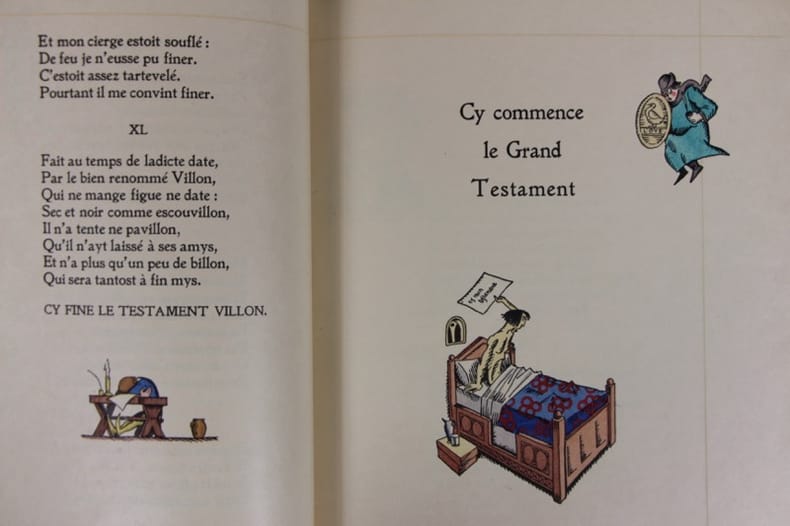 Et mon cierge estoit souflé :
De feu je n'eusse pu finer.
C'estoit assez tartevelé.
Pourtant il me convint finer.
XL
Fait au temps de ladicte date,
Par le bien renommé Villon,
Qui ne mange figue ne date :
Sec et noir comme escouvillon,
Il n'a tente ne pavillon,
Qu'il n'ayt laissé à ses amys,
Et n'a plus qu'un peu de billon,
Qui sera tantost à fin mys.
CY FINE LE TESTAMENT VILLON.
Cy commence
le Grand
Testament